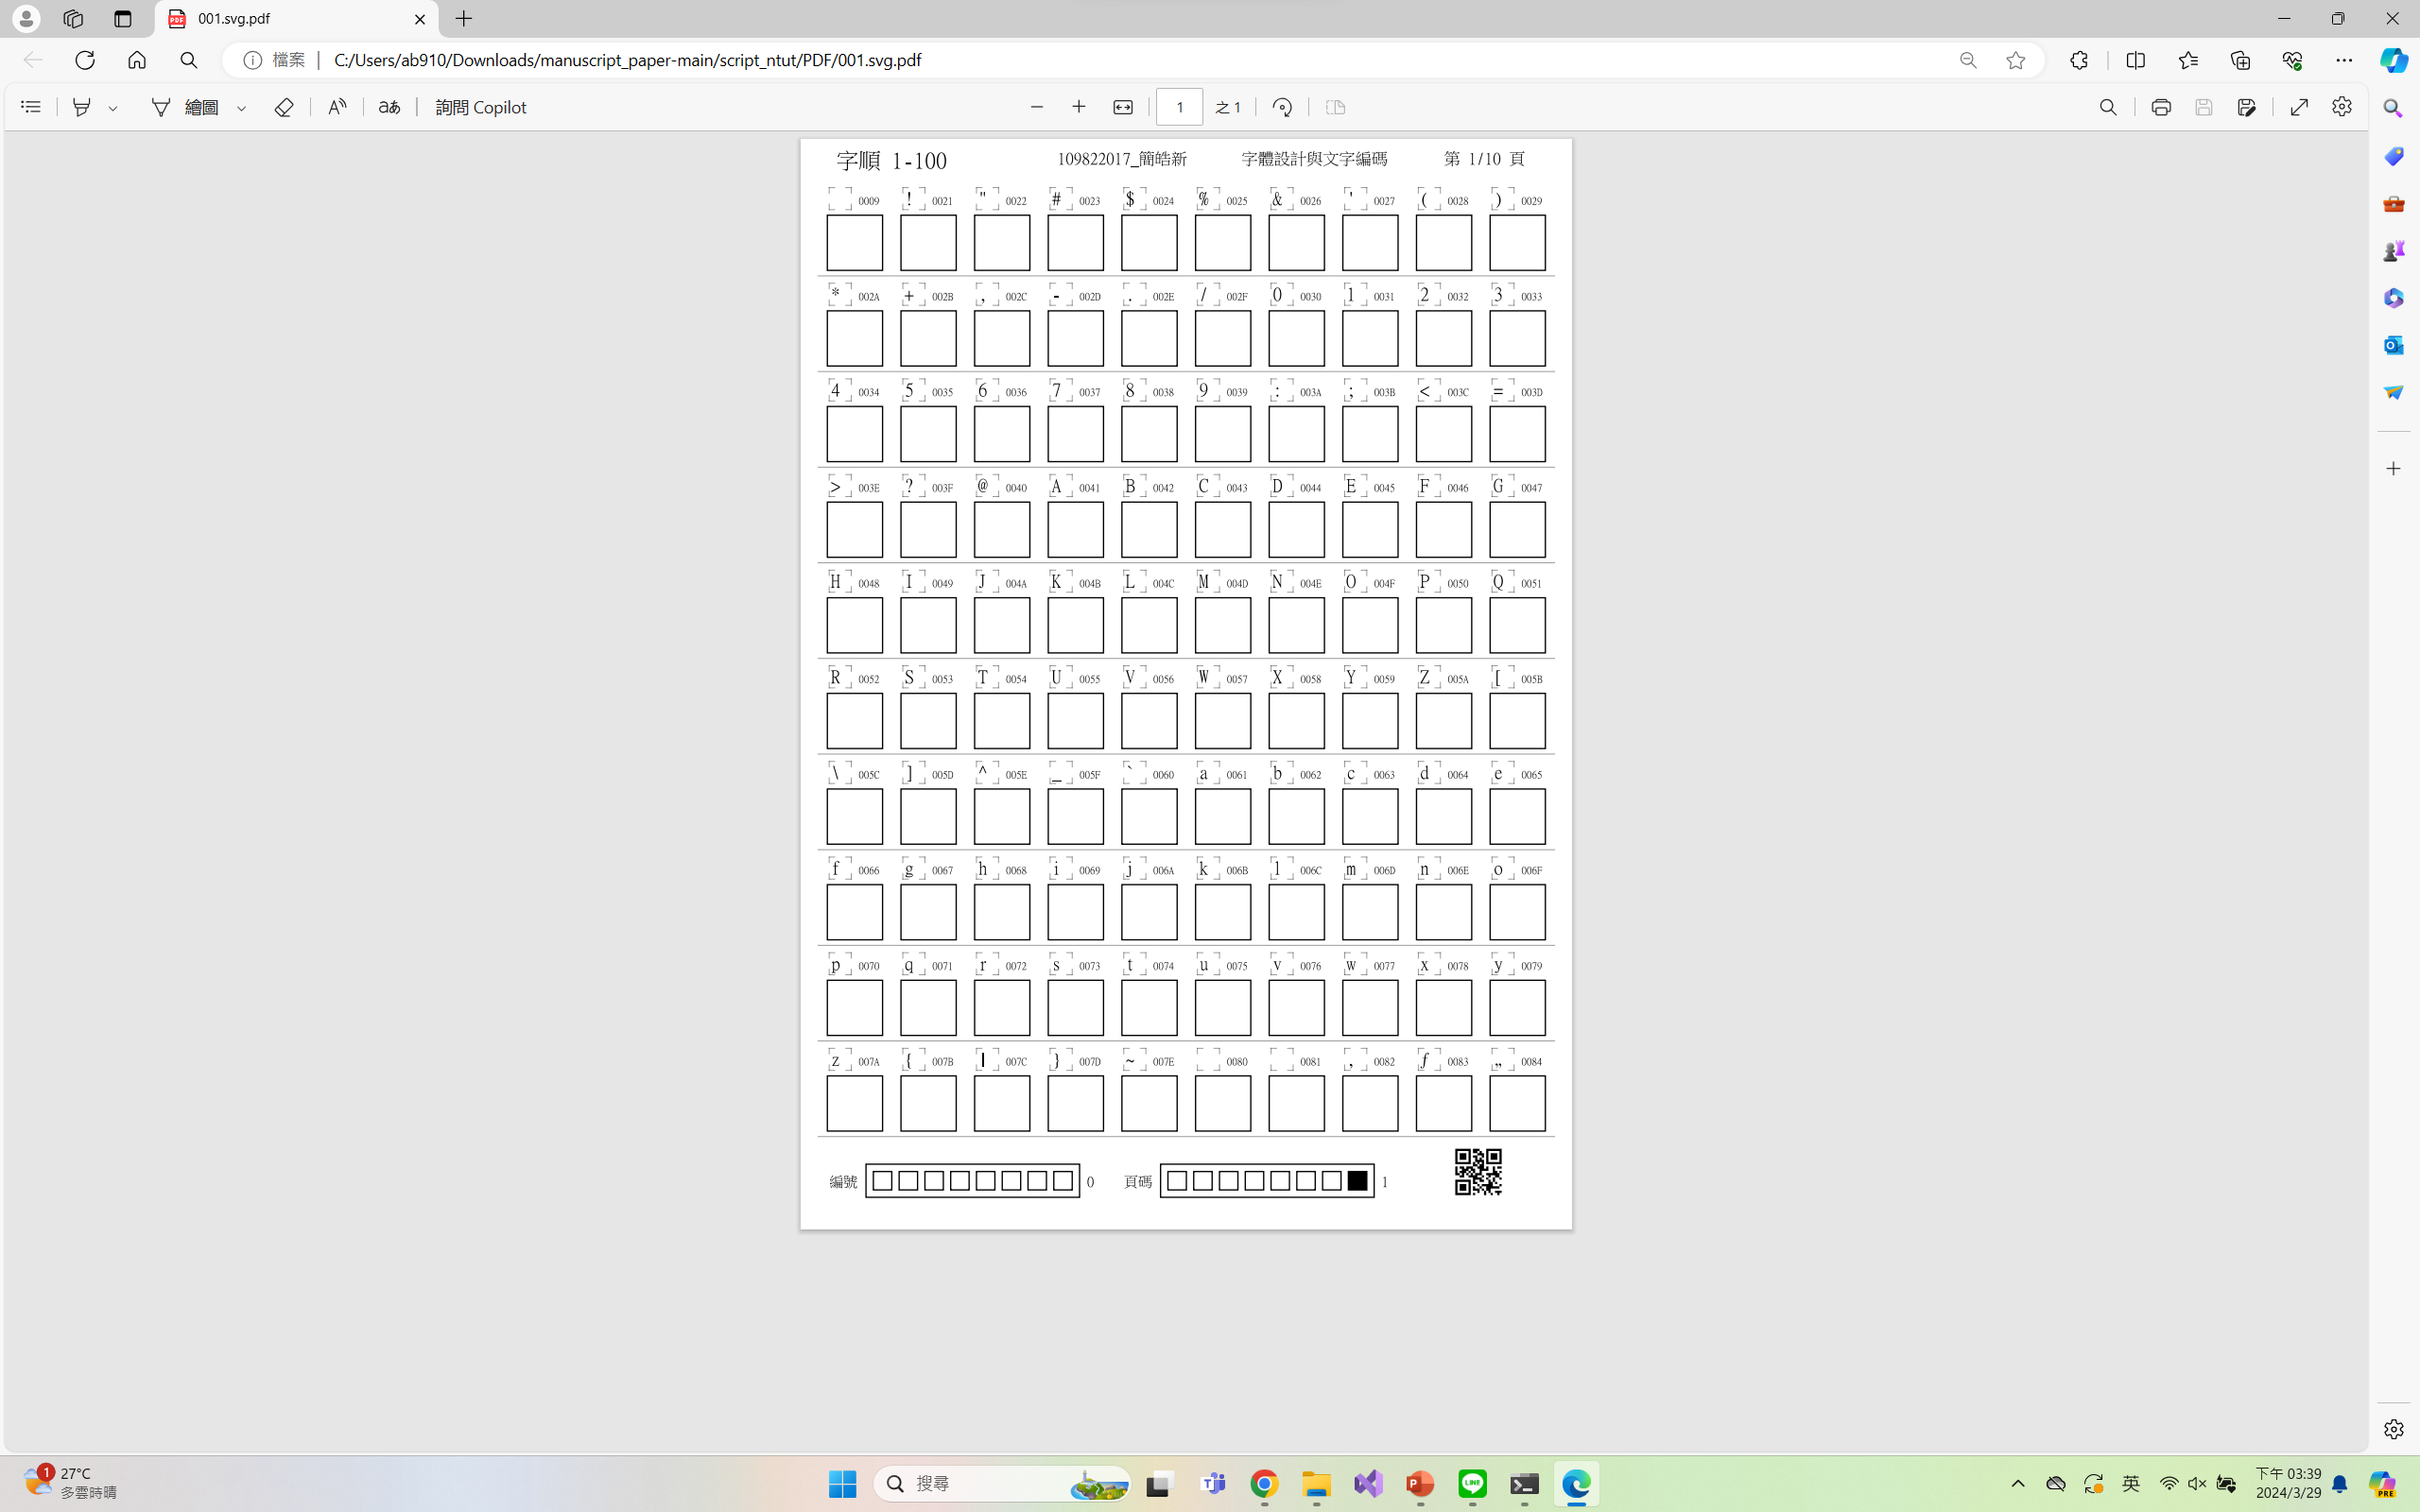 001.svg.pdf
檔案 | C:/Users/ab910/Downloads/manuscript_paper-main/script_ntut/PDF/001.svg.pdf
繪圖 aあ 詢問 Copilot 1 之 1
字順 1-100 109822017_簡皓新 字體設計與文字編碼 第 1/10 頁
0009 ! 0021 " 0022 # 0023 $ 0024 % 0025 & 0026 ' 0027 ( 0028 ) 0029
* 002A + 002B , 002C - 002D . 002E / 002F 0 0030 1 0031 2 0032 3 0033
4 0034 5 0035 6 0036 7 0037 8 0038 9 0039 : 003A ; 003B < 003C = 003D
> 003E ? 003F @ 0040 A 0041 B 0042 C 0043 D 0044 E 0045 F 0046 G 0047
H 0048 I 0049 J 004A K 004B L 004C M 004D N 004E O 004F P 0050 Q 0051
R 0052 S 0053 T 0054 U 0055 V 0056 W 0057 X 0058 Y 0059 Z 005A [ 005B
\ 005C ] 005D ^ 005E _ 005F ` 0060 a 0061 b 0062 c 0063 d 0064 e 0065
f 0066 g 0067 h 0068 i 0069 j 006A k 006B l 006C m 006D n 006E o 006F
p 0070 q 0071 r 0072 s 0073 t 0074 u 0075 v 0076 w 0077 x 0078 y 0079
z 007A { 007B | 007C } 007D ~ 007E 0080 0081 ‚ 0082 ƒ 0083 „ 0084
編號 0 頁碼 1
1 27°C
多雲時晴
搜尋
英
下午 03:39
2024/3/29
PRE